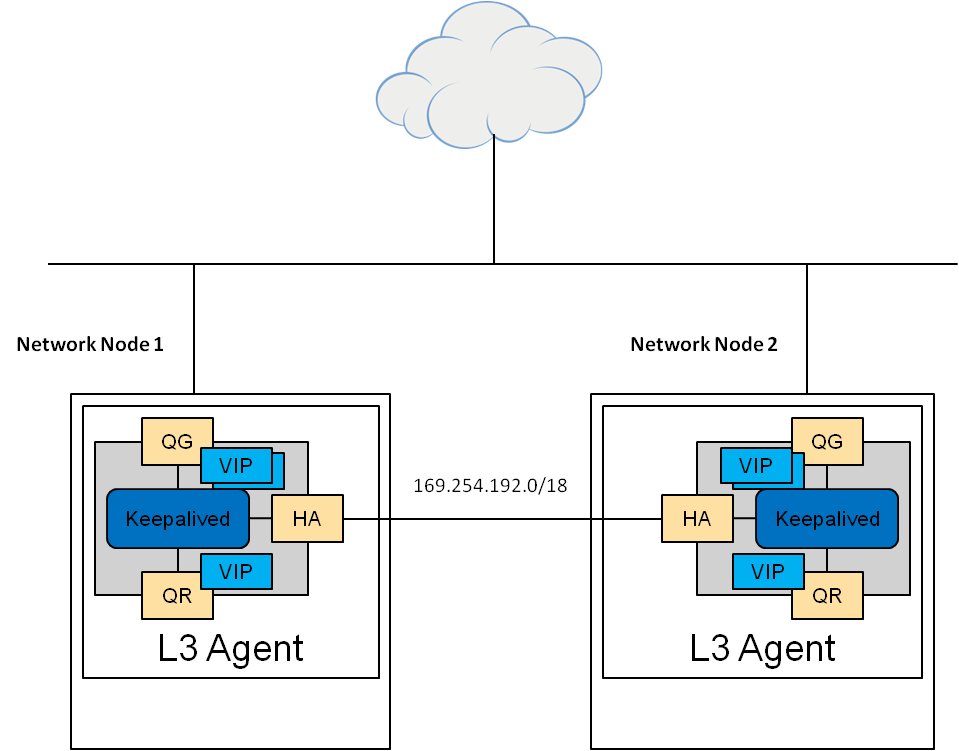 Network Node 1
Network Node 2
QG
VIP
Keepalived
HA
VIP
QR
L3 Agent
169.254.192.0/18
QG
VIP
HA
Keepalived
VIP
QR
L3 Agent